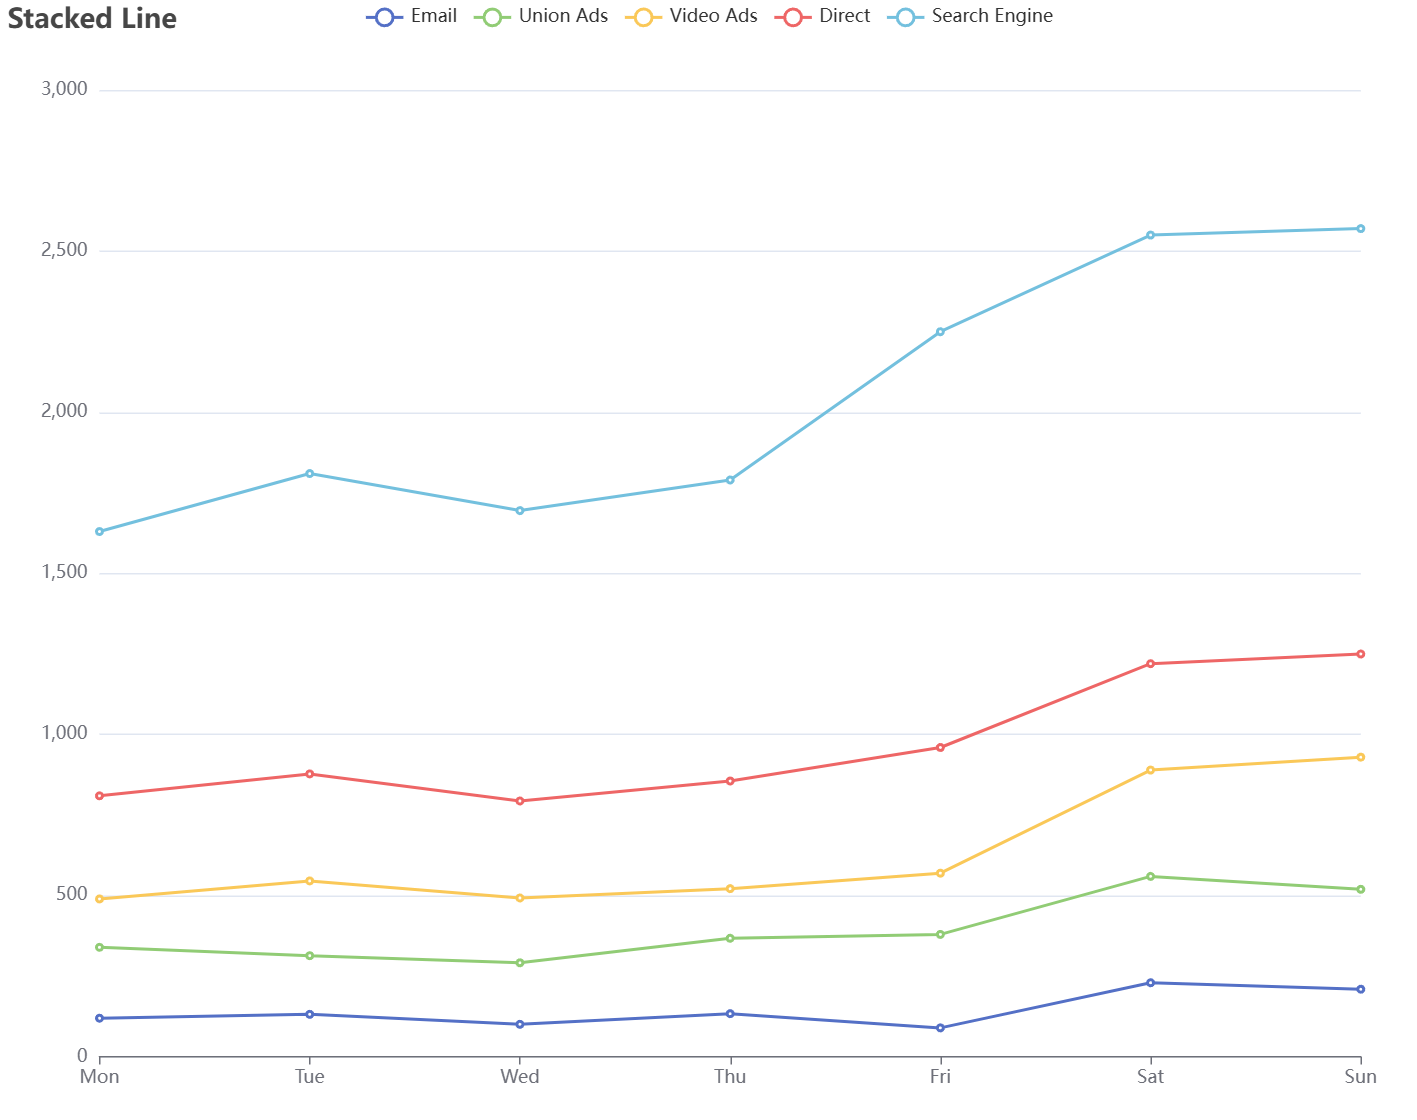 Stacked Line
Email Union Ads Video Ads Direct Search Engine
3,000
2,500
2,000
1,500
1,000
500
0
Mon Tue Wed Thu Fri Sat Sun